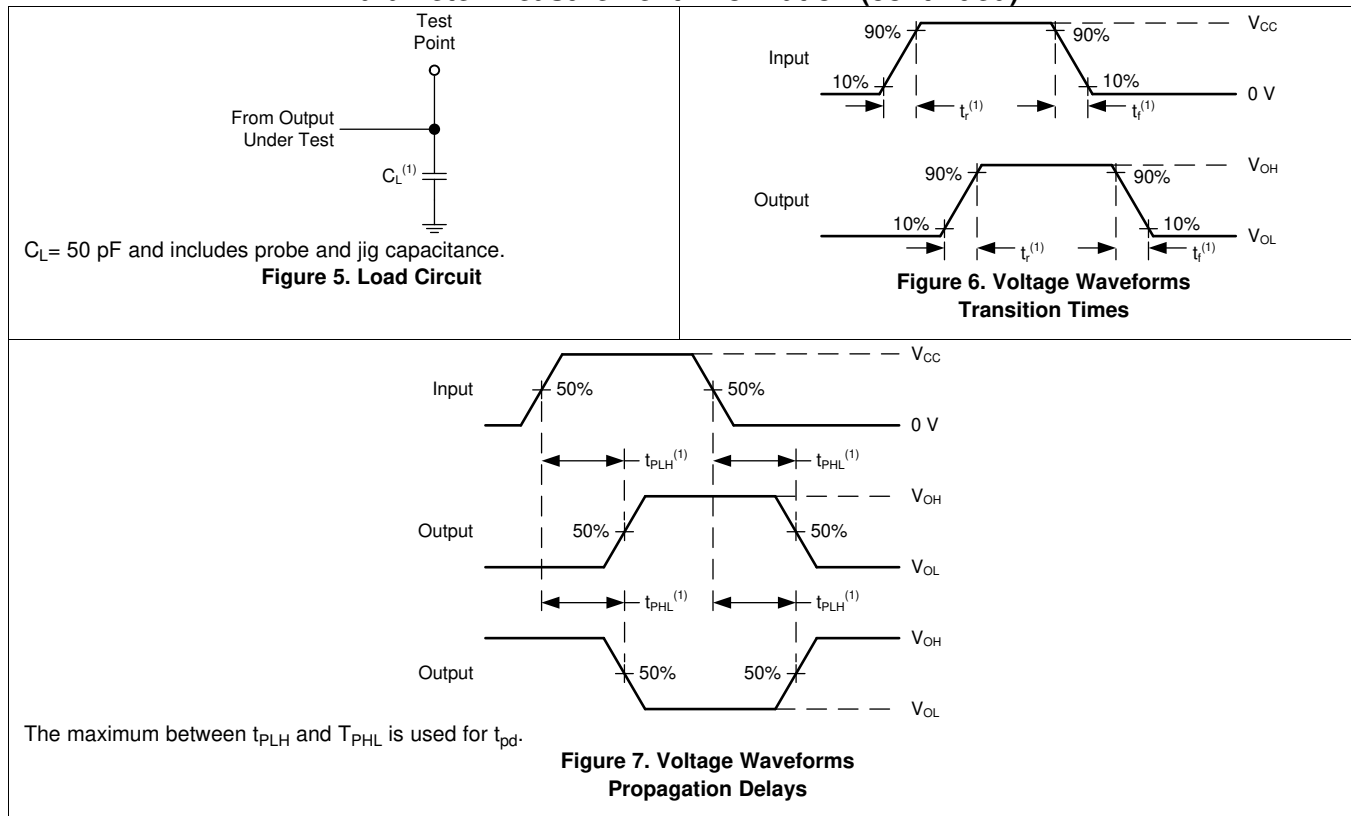 Test
Point
From Output
Under Test
C_L^(1)
C_L= 50 pF and includes probe and jig capacitance.
Figure 5. Load Circuit
V_CC
90%
90%
Input
10%
10%
0 V
t_r^(1)
t_f^(1)
V_OH
90%
90%
Output
10%
10%
V_OL
t_r^(1)
t_f^(1)
Figure 6. Voltage Waveforms
Transition Times
V_CC
Input
50%
50%
0 V
t_PLH^(1)
t_PHL^(1)
V_OH
Output
50%
50%
V_OL
t_PHL^(1)
t_PLH^(1)
V_OH
Output
50%
50%
V_OL
The maximum between t_PLH and T_PHL is used for t_pd.
Figure 7. Voltage Waveforms
Propagation Delays